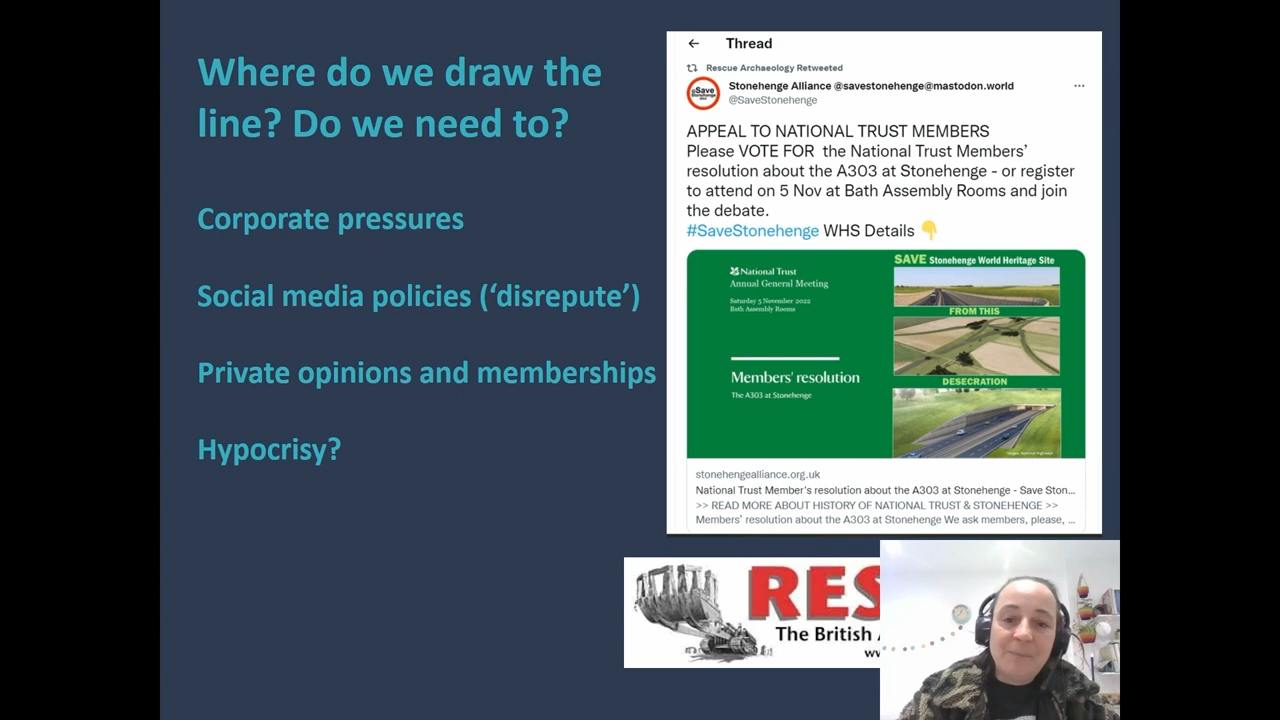 Where do we draw the
line? Do we need to?
Corporate pressures
Social media policies (‘disrepute’)
Private opinions and memberships
Hypocrisy?
Thread
Rescue Archaeology Retweeted
Stonehenge Alliance @savestonehenge@mastodon.world
@SaveStonehenge
APPEAL TO NATIONAL TRUST MEMBERS
Please VOTE FOR the National Trust Members’
resolution about the A303 at Stonehenge - or register
to attend on 5 Nov at Bath Assembly Rooms and join
the debate.
#SaveStonehenge WHS Details 👇
National Trust
Annual General Meeting
Saturday 5 November 2022
Bath Assembly Rooms
Members’ resolution
The A303 at Stonehenge
SAVE Stonehenge World Heritage Site
FROM THIS
DESECRATION
stonehengealliance.org.uk
National Trust Member's resolution about the A303 at Stonehenge - Save Ston...
>> READ MORE ABOUT HISTORY OF NATIONAL TRUST & STONEHENGE >>
Members’ resolution about the A303 at Stonehenge We ask members, please, ...
RES
The British